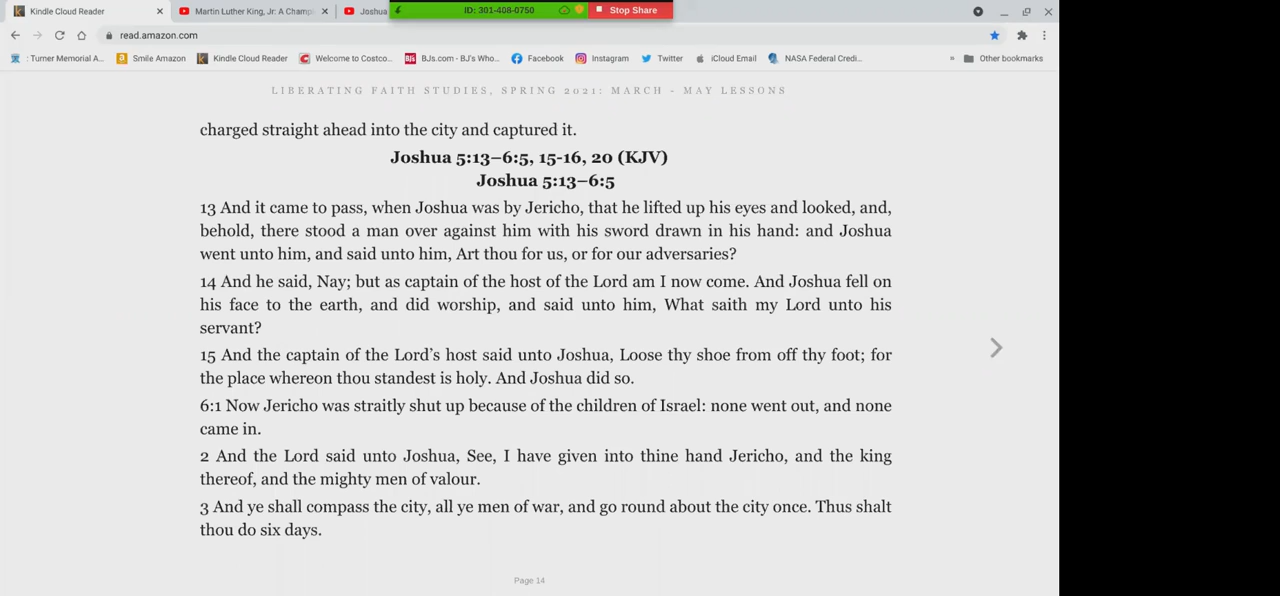 Kindle Cloud Reader
Martin Luther King, Jr: A Champ
Joshua
ID: 301-408-0750
Stop Share
read.amazon.com
: Turner Memorial A...
Smile Amazon
Kindle Cloud Reader
Welcome to Costco...
BJs.com - BJ's Who...
Facebook
Instagram
Twitter
iCloud Email
NASA Federal Credi...
»
Other bookmarks
LIBERATING FAITH STUDIES, SPRING 2021: MARCH - MAY LESSONS
charged straight ahead into the city and captured it.
Joshua 5:13–6:5, 15-16, 20 (KJV)
Joshua 5:13–6:5
13 And it came to pass, when Joshua was by Jericho, that he lifted up his eyes and looked, and,
behold, there stood a man over against him with his sword drawn in his hand: and Joshua
went unto him, and said unto him, Art thou for us, or for our adversaries?
14 And he said, Nay; but as captain of the host of the Lord am I now come. And Joshua fell on
his face to the earth, and did worship, and said unto him, What saith my Lord unto his
servant?
15 And the captain of the Lord’s host said unto Joshua, Loose thy shoe from off thy foot; for
the place whereon thou standest is holy. And Joshua did so.
6:1 Now Jericho was straitly shut up because of the children of Israel: none went out, and none
came in.
2 And the Lord said unto Joshua, See, I have given into thine hand Jericho, and the king
thereof, and the mighty men of valour.
3 And ye shall compass the city, all ye men of war, and go round about the city once. Thus shalt
thou do six days.
Page 14